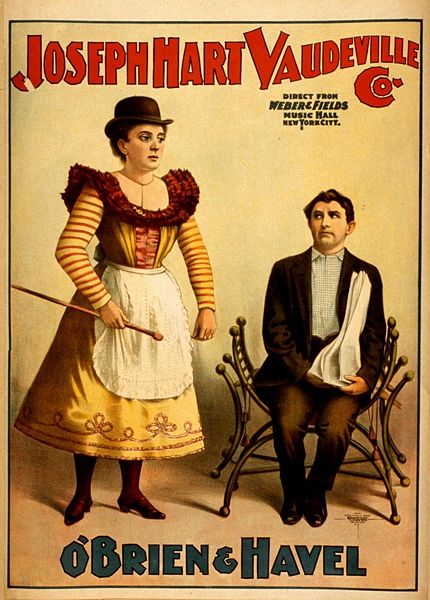 JOSEPH HART VAUDEVILLE
CO.
DIRECT FROM
WEBER & FIELDS
MUSIC HALL
NEW YORK CITY.
O'BRIEN & HAVEL